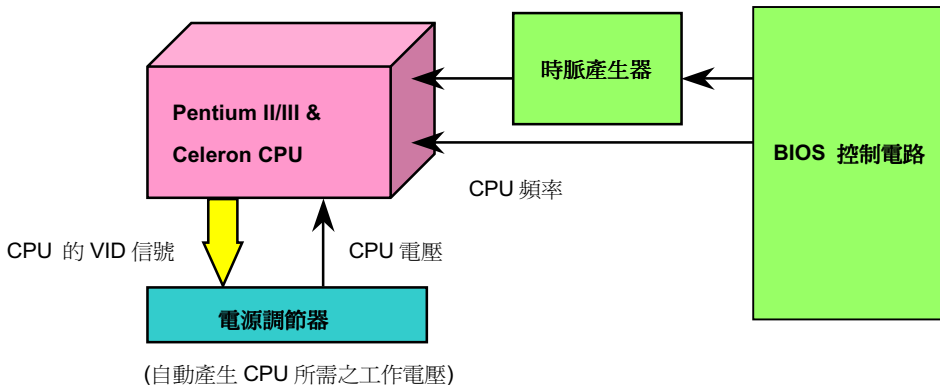 時脈產生器
Pentium II/III &
Celeron CPU
BIOS 控制電路
CPU 頻率
CPU 的 VID 信號
CPU 電壓
電源調節器
(自動產生 CPU 所需之工作電壓)